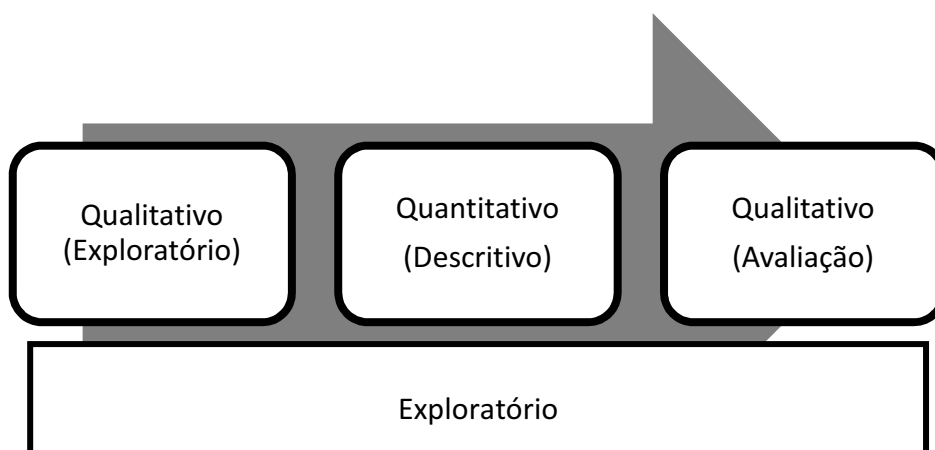 Qualitativo
(Exploratório)
Quantitativo
(Descritivo)
Qualitativo
(Avaliação)
Exploratório